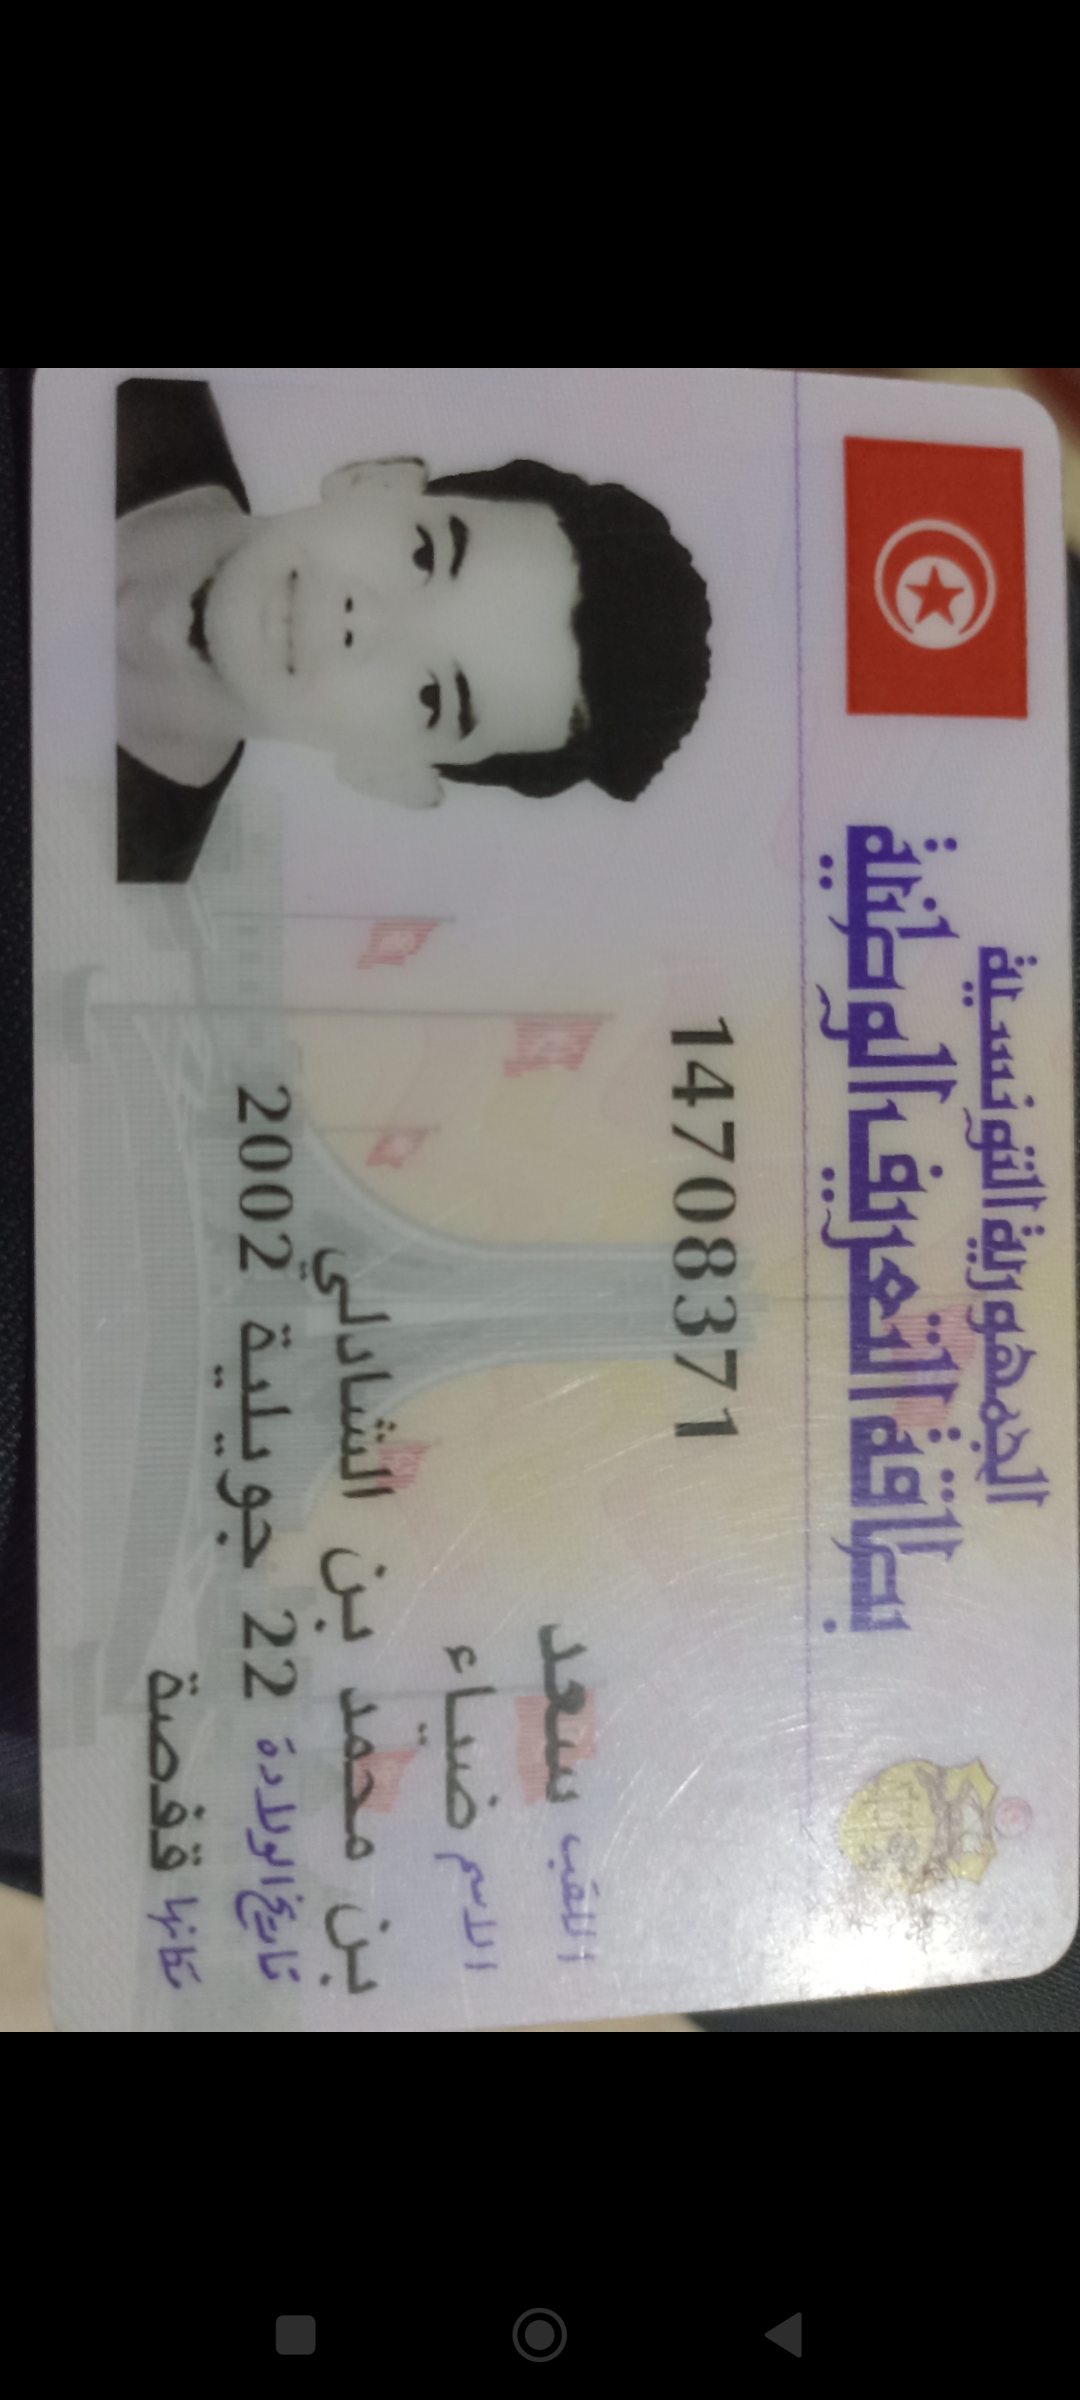 الجمهورية التونسية
بطاقة التعريف الوطنية
14708371
اللقب سعد
الاسم ضياء
بن محمد بن الشاذلي
تاريخ الولادة 22 جويلية 2002
مكانها قفصة